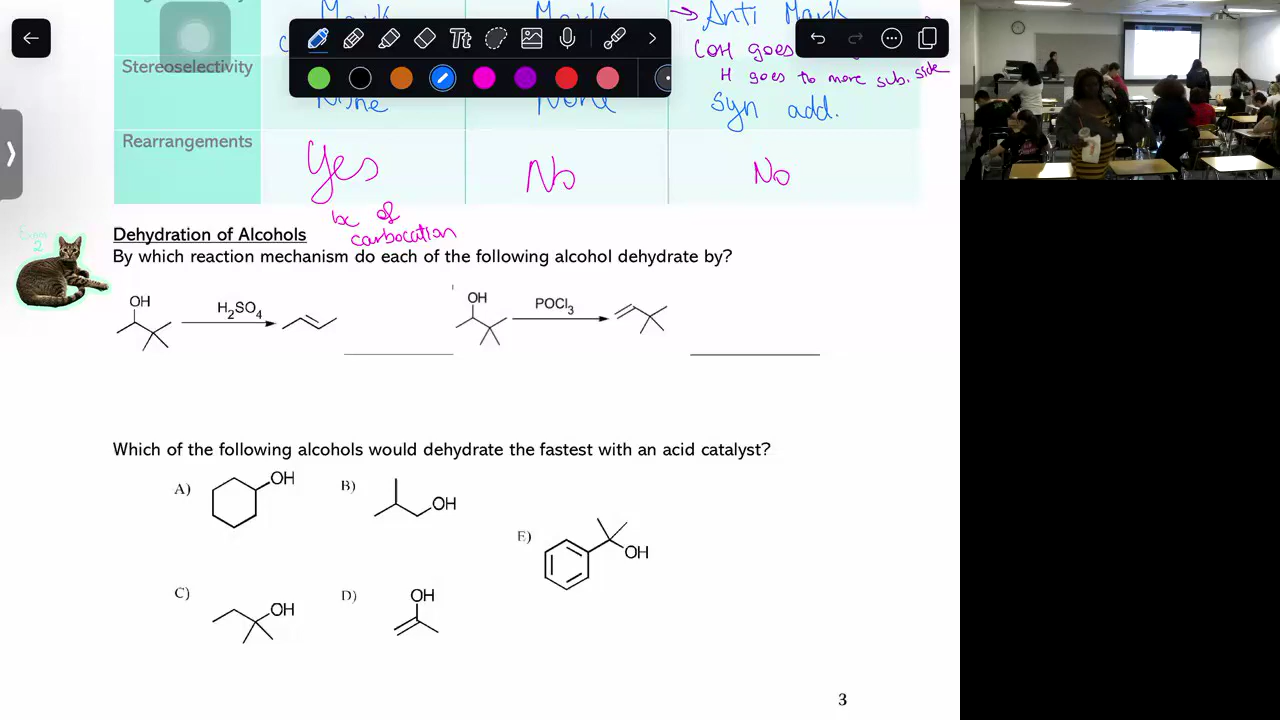 Mark Mark → Anti Mark
OH goes
H goes to more sub. side
Stereoselectivity None None Syn add.
Rearrangements Yes No No
bc of
carbocation
Tt
2
Dehydration of Alcohols
By which reaction mechanism do each of the following alcohol dehydrate by?
OH H₂SO₄ OH POCl₃
Which of the following alcohols would dehydrate the fastest with an acid catalyst?
A) OH B) OH
E) OH
C) OH D) OH
3